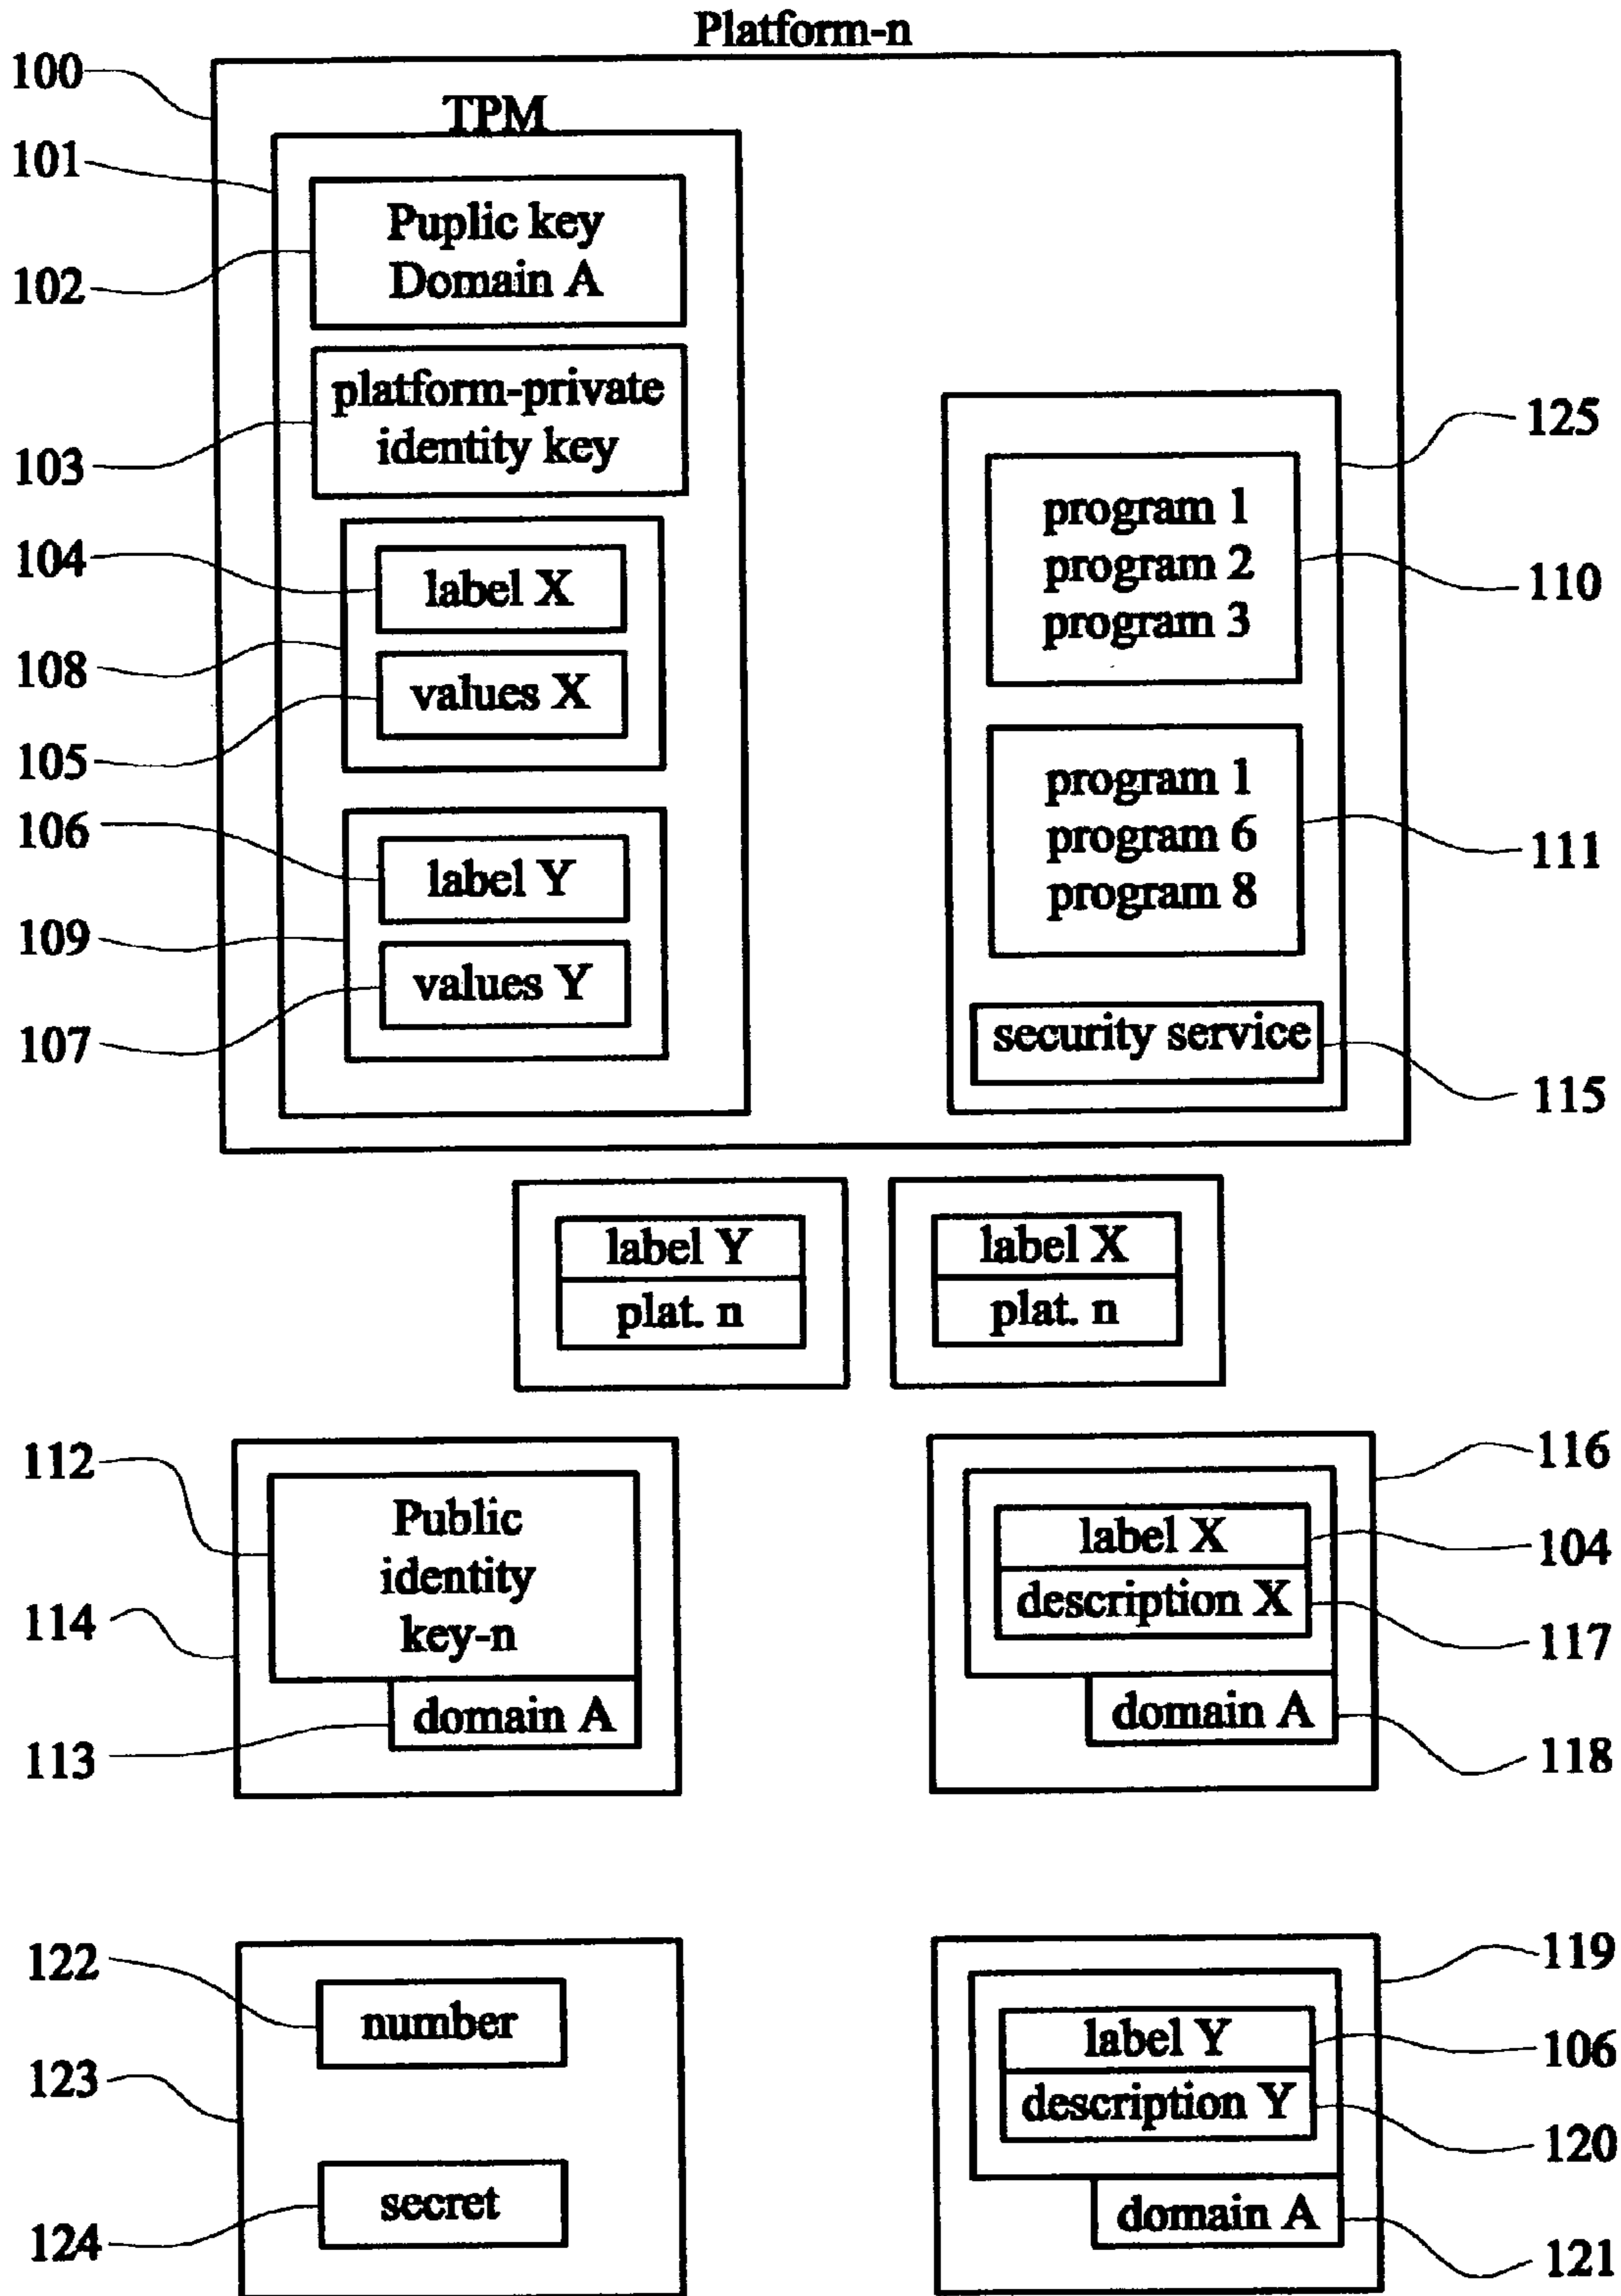 Platform-n
100
TPM
101
Puplic key
Domain A
102
platform-private
identity key
103
104
label X
108
values X
105
106
label Y
109
values Y
107
125
program 1
program 2
program 3
110
program 1
program 6
program 8
111
security service
115
label Y
plat. n
label X
plat. n
112
Public
identity
key-n
114
domain A
113
116
label X
104
description X
117
domain A
118
122
number
123
secret
124
119
label Y
106
description Y
120
domain A
121